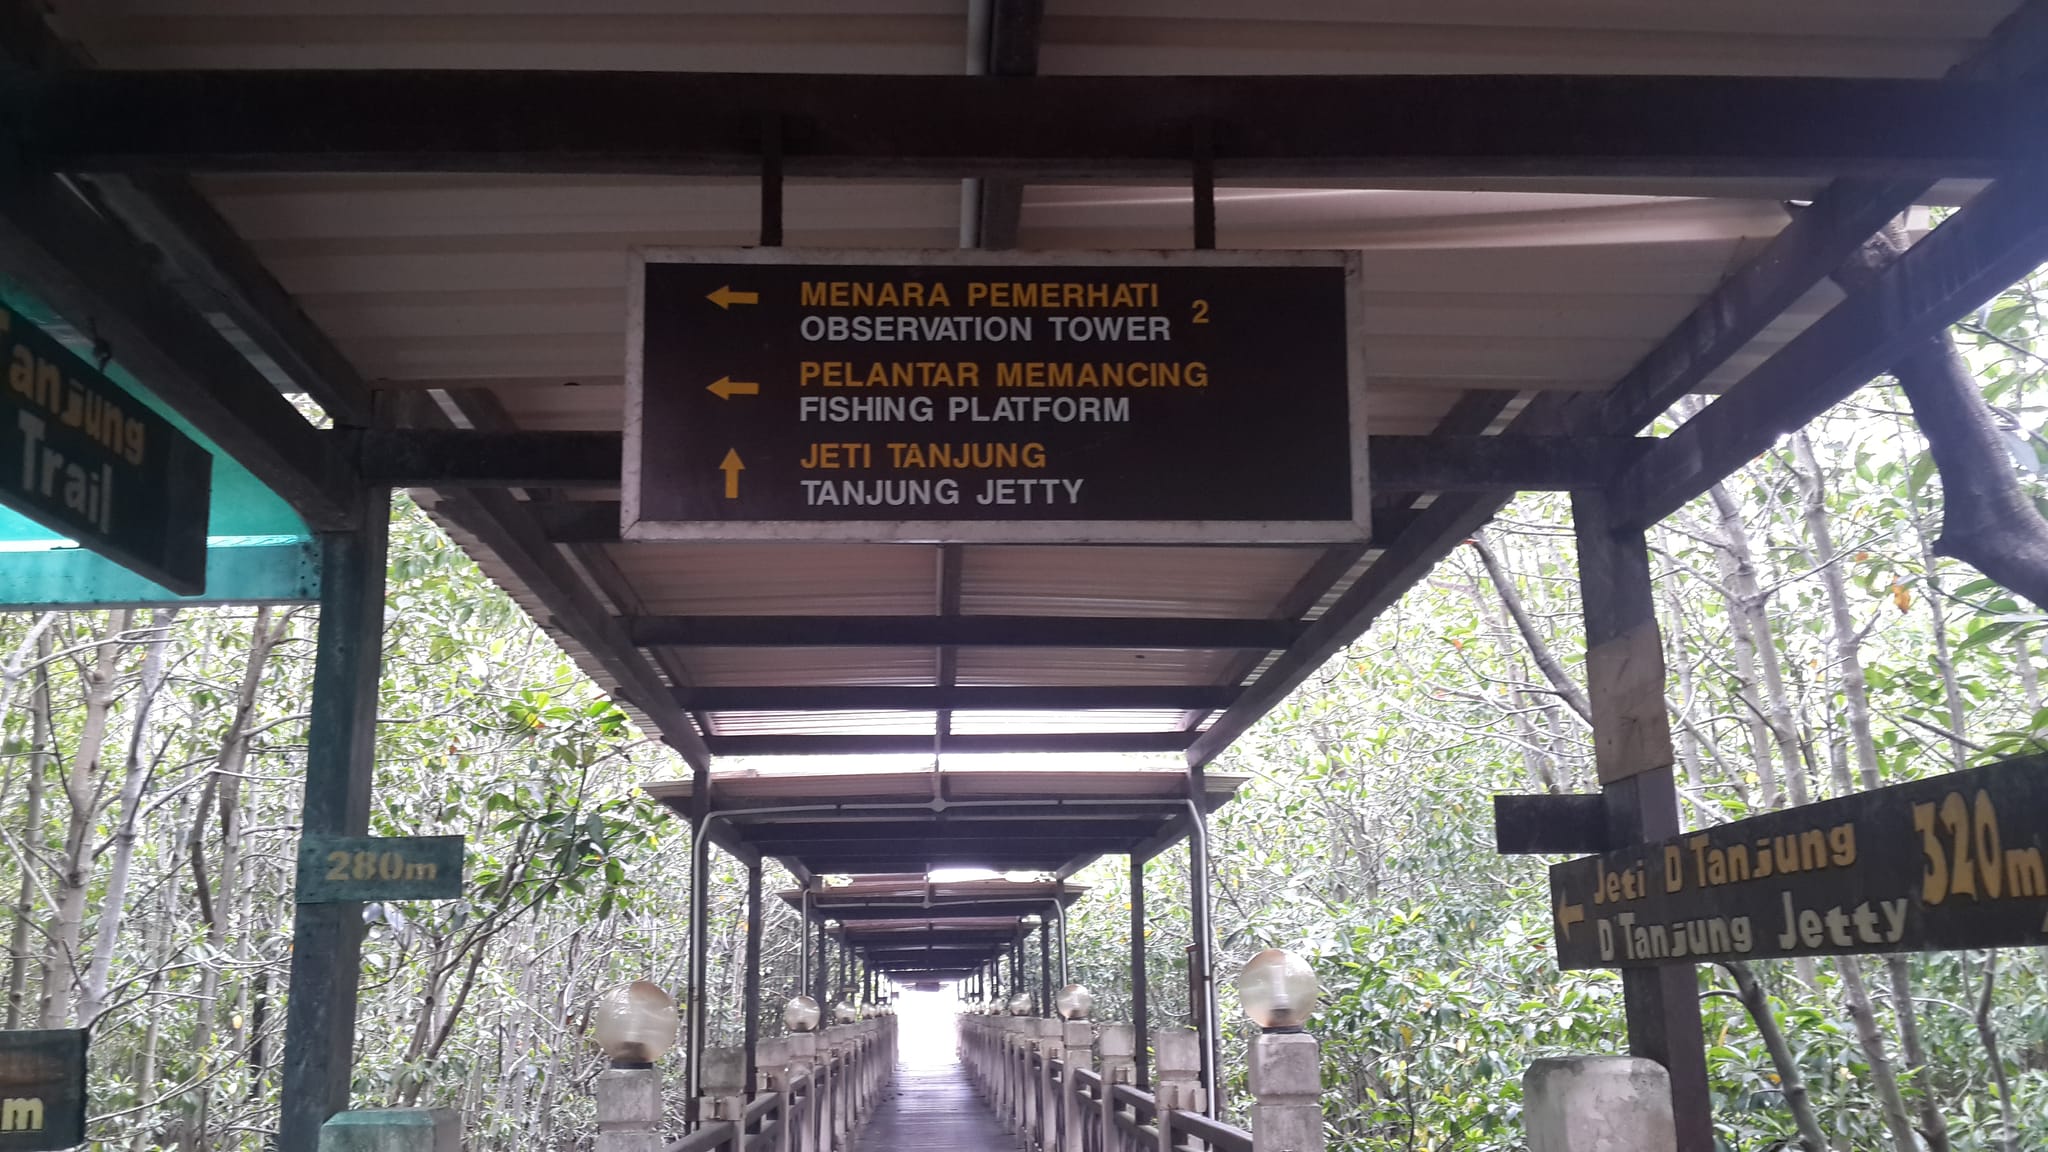 MENARA PEMERHATI
OBSERVATION TOWER 2
PELANTAR MEMANCING
FISHING PLATFORM
JETI TANJUNG
TANJUNG JETTY
Tanjung
Trail
280m
Jeti D'Tanjung 320m
D'Tanjung Jetty
m